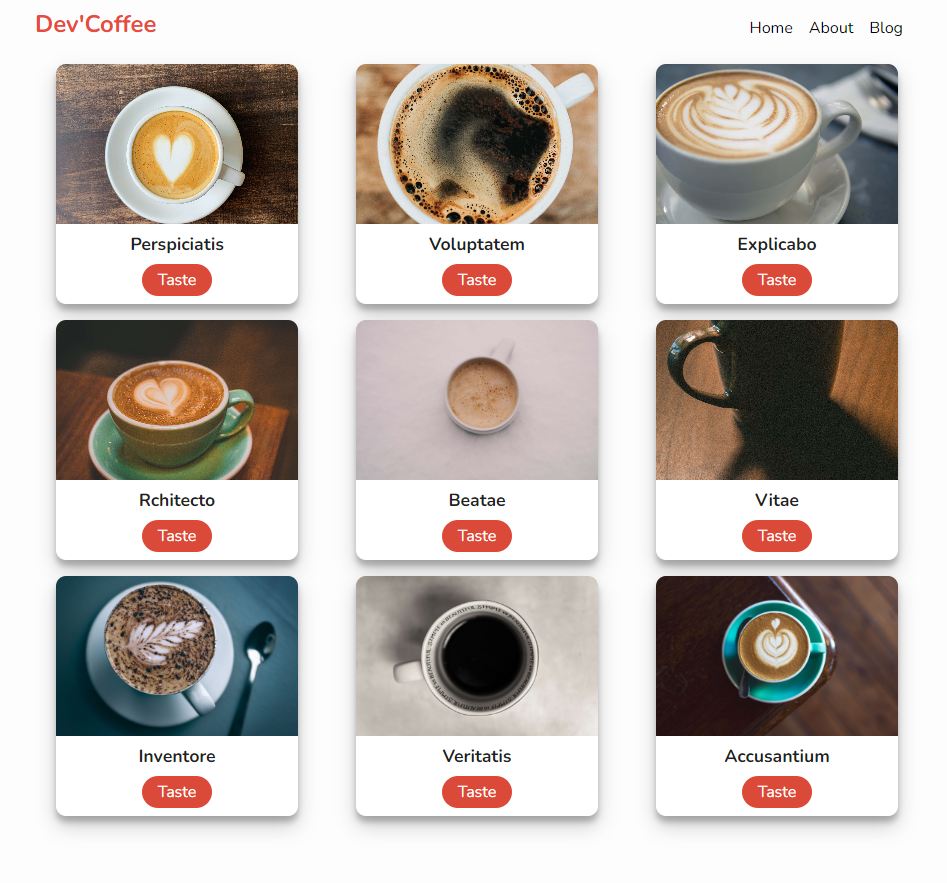 Dev'Coffee
Home About Blog
Perspiciatis Voluptatem Explicabo
Taste Taste Taste
Rchitecto Beatae Vitae
Taste Taste Taste
Inventore Veritatis Accusantium
Taste Taste Taste